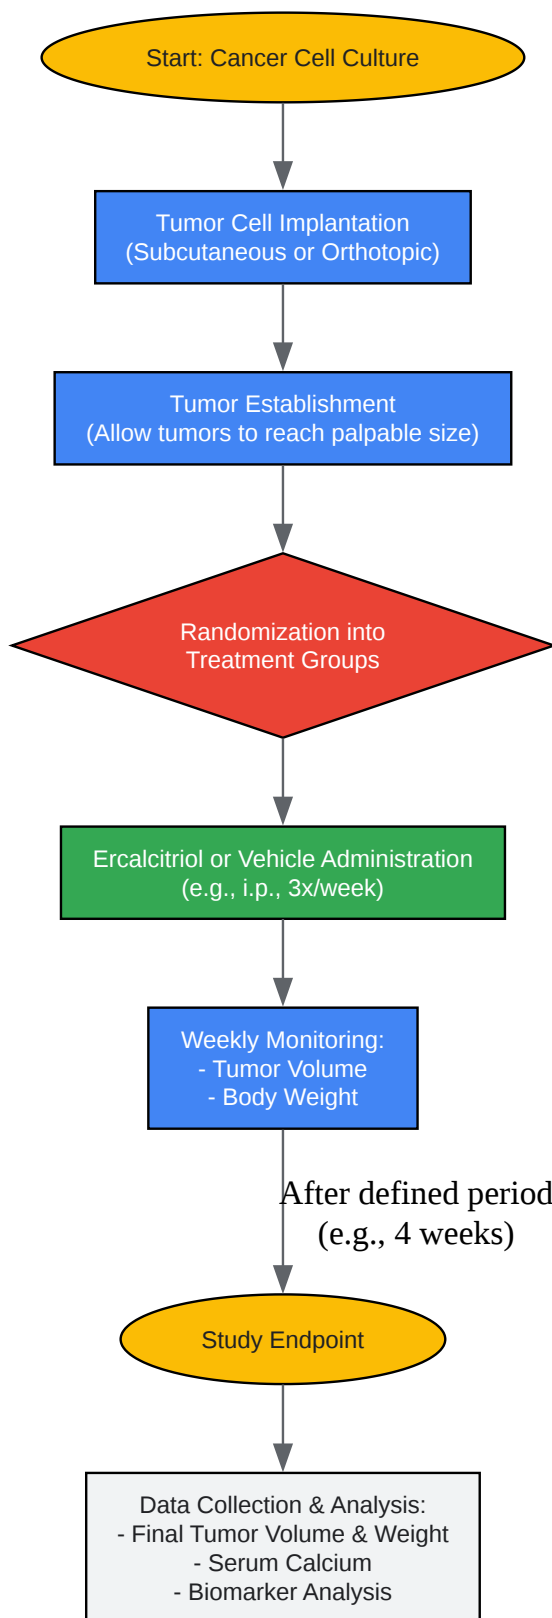 Start: Cancer Cell Culture
Tumor Cell Implantation
(Subcutaneous or Orthotopic)
Tumor Establishment
(Allow tumors to reach palpable size)
Randomization into
Treatment Groups
Ercalcitriol or Vehicle Administration
(e.g., i.p., 3x/week)
Weekly Monitoring:
- Tumor Volume
- Body Weight
After defined period
(e.g., 4 weeks)
Study Endpoint
Data Collection & Analysis:
- Final Tumor Volume & Weight
- Serum Calcium
- Biomarker Analysis